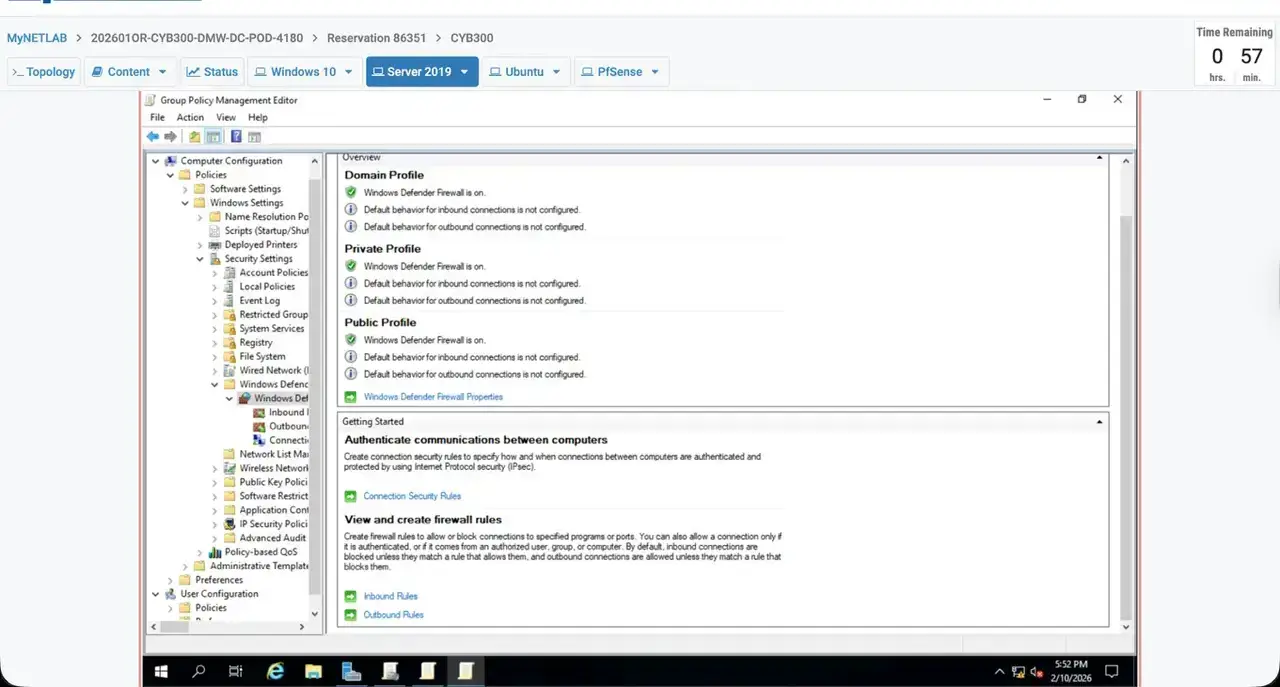 MyNETLAB > 202601OR-CYB300-DMW-DC-POD-4180 > Reservation 86351 > CYB300
Time Remaining
0 57
hrs. min.
>_ Topology Content Status Windows 10 Server 2019 Ubuntu PfSense
Group Policy Management Editor
File Action View Help
Computer Configuration
Policies
Software Settings
Windows Settings
Name Resolution Po
Scripts (Startup/Shut
Deployed Printers
Security Settings
Account Policies
Local Policies
Event Log
Restricted Group
System Services
Registry
File System
Wired Network (I
Windows Defenc
Windows Def
Inbound I
Outboun
Connecti
Network List Ma
Wireless Network
Public Key Polici
Software Restrict
Application Cont
IP Security Polici
Advanced Audit
Policy-based QoS
Administrative Template
Preferences
User Configuration
Policies
Overview
Domain Profile
Windows Defender Firewall is on.
Default behavior for inbound connections is not configured.
Default behavior for outbound connections is not configured.
Private Profile
Windows Defender Firewall is on.
Default behavior for inbound connections is not configured.
Default behavior for outbound connections is not configured.
Public Profile
Windows Defender Firewall is on.
Default behavior for inbound connections is not configured.
Default behavior for outbound connections is not configured.
Windows Defender Firewall Properties
Getting Started
Authenticate communications between computers
Create connection security rules to specify how and when connections between computers are authenticated and
protected by using Internet Protocol security (IPsec).
Connection Security Rules
View and create firewall rules
Create firewall rules to allow or block connections to specified programs or ports. You can also allow a connection only if
it is authenticated, or if it comes from an authorized user, group, or computer. By default, inbound connections are
blocked unless they match a rule that allows them, and outbound connections are allowed unless they match a rule that
blocks them.
Inbound Rules
Outbound Rules
5:52 PM
2/10/2026